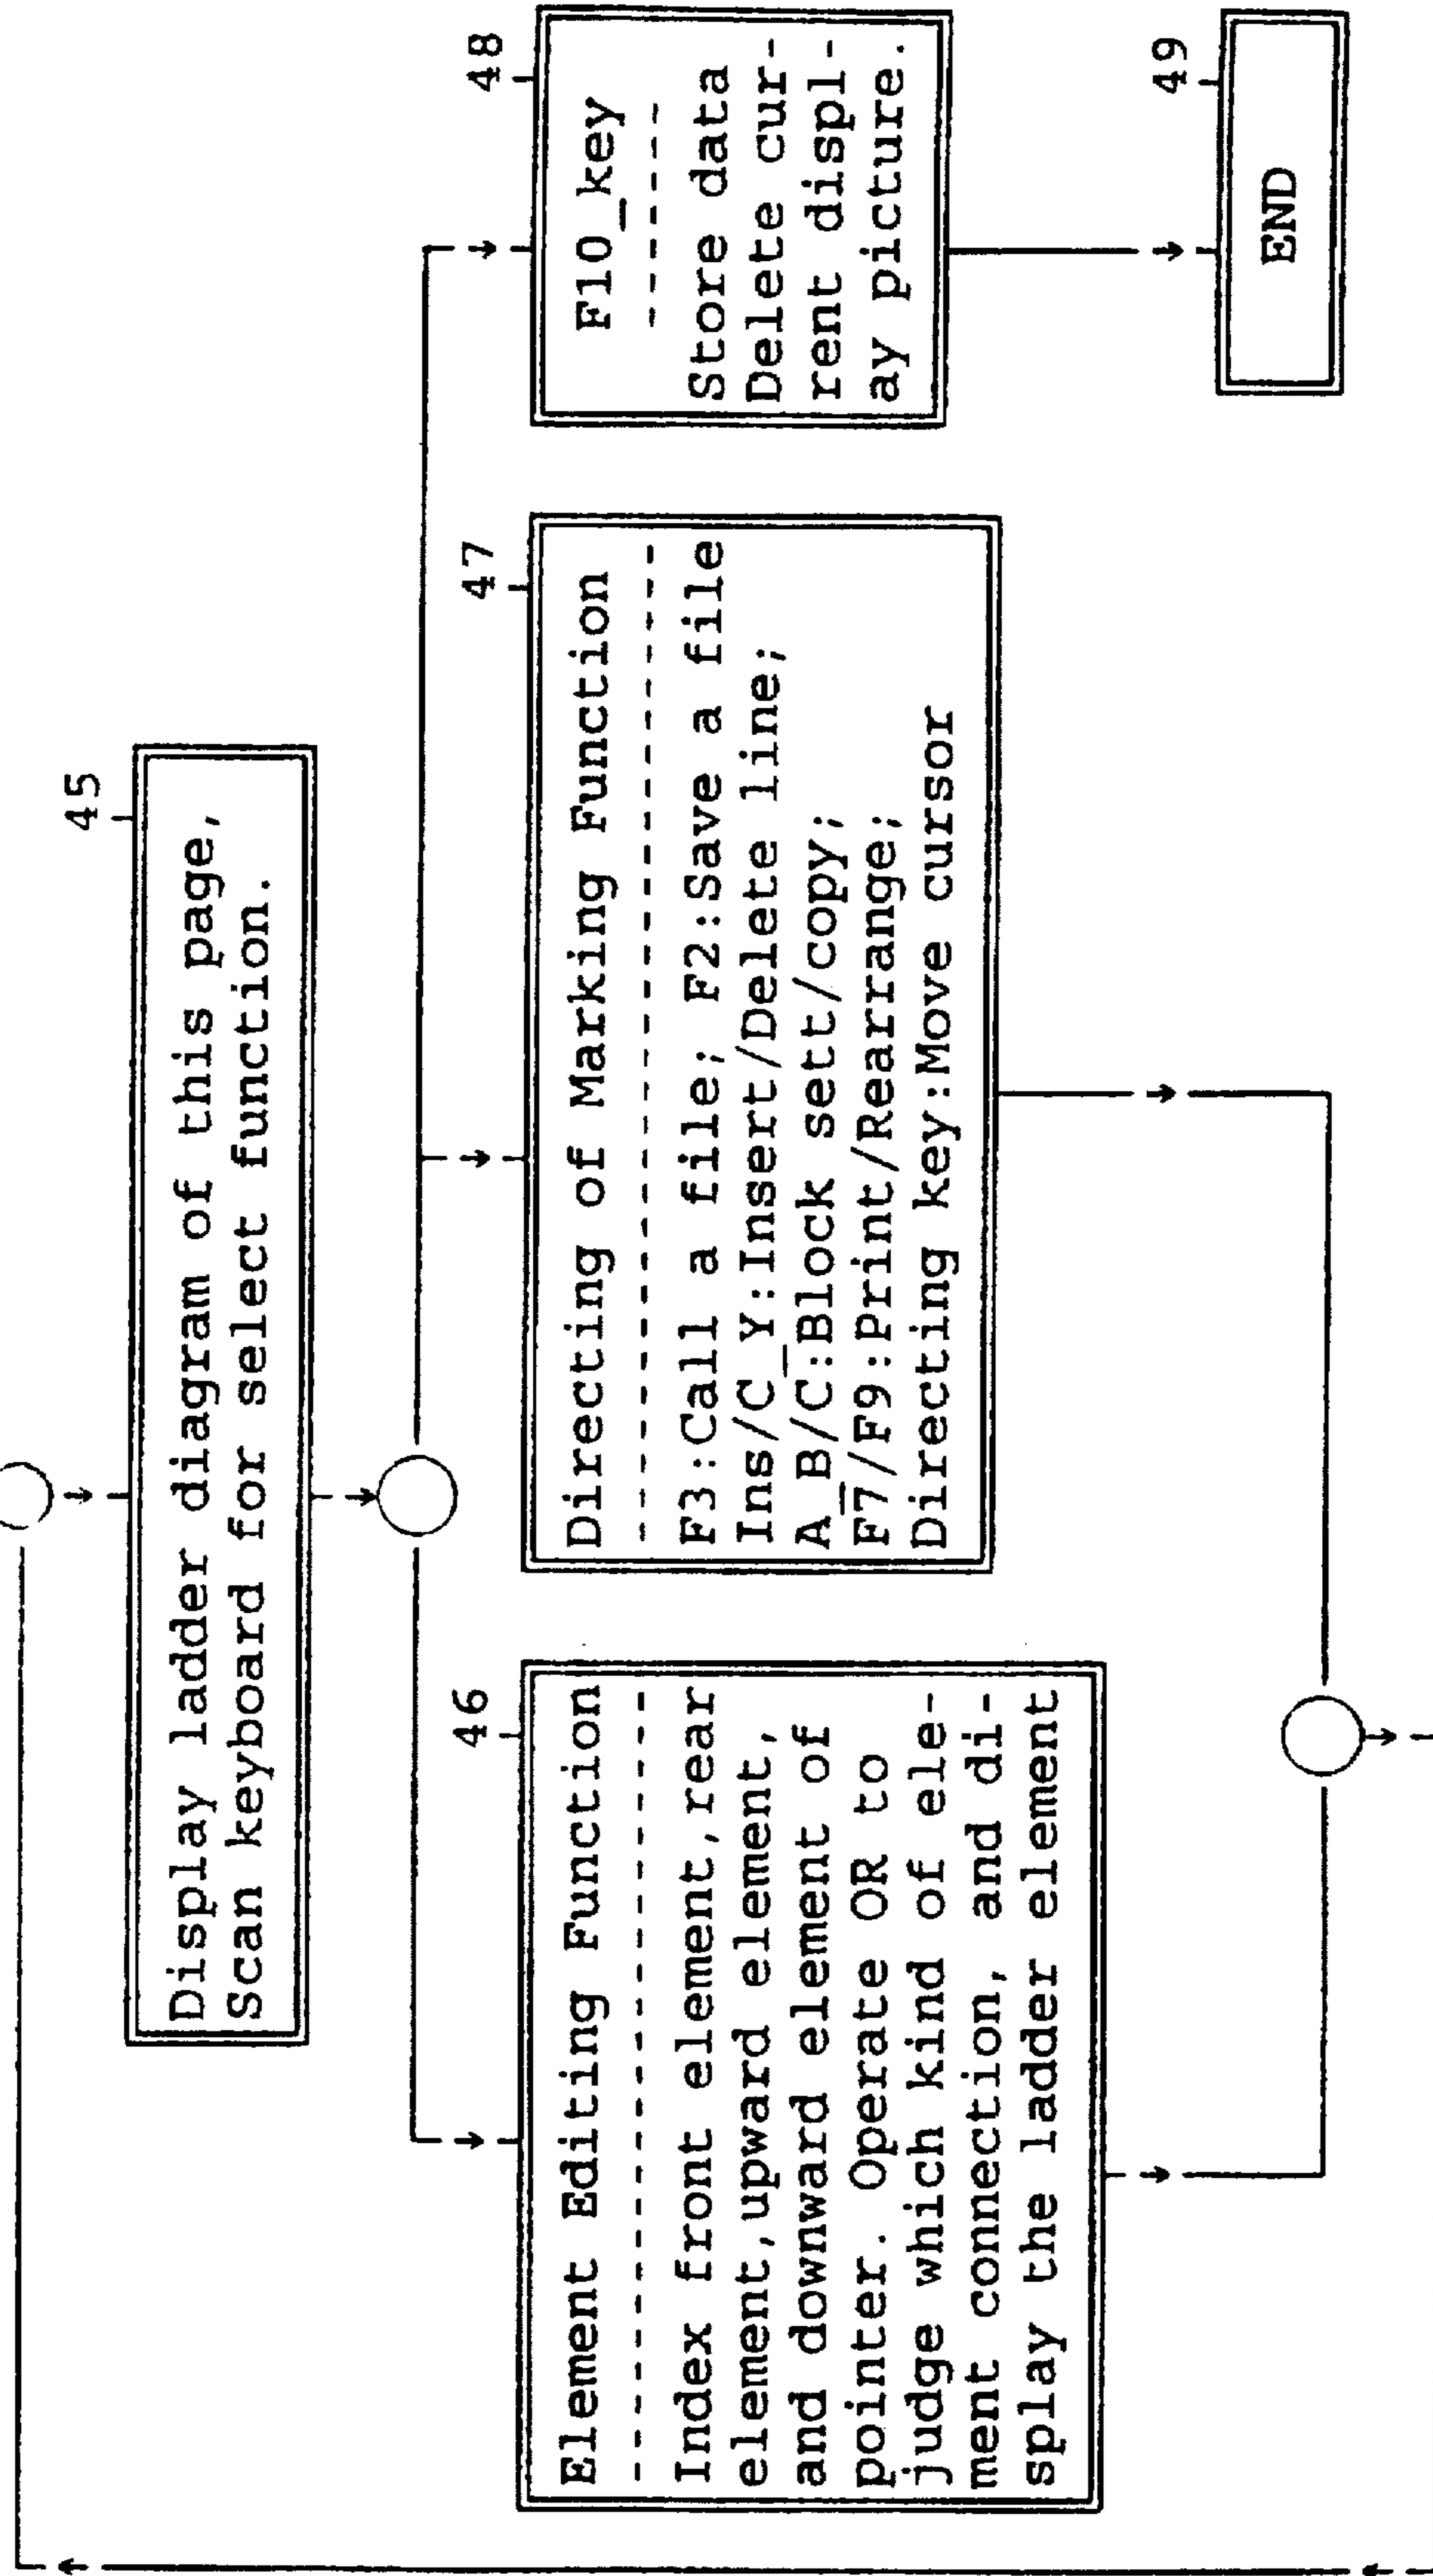 45
Display ladder diagram of this page,
Scan keyboard for select function.
46
Element Editing Function
Index front element,rear
element,upward element,
and downward element of
pointer. Operate OR to
judge which kind of ele-
ment connection, and di-
splay the ladder element
47
Directing of Marking Function
F3:Call a file; F2:Save a file
Ins/C_Y:Insert/Delete line;
A_B/C:Block sett/copy;
F7/F9:Print/Rearrange;
Directing key:Move cursor
48
F10_key
Store data
Delete cur-
rent displ-
ay picture.
49
END